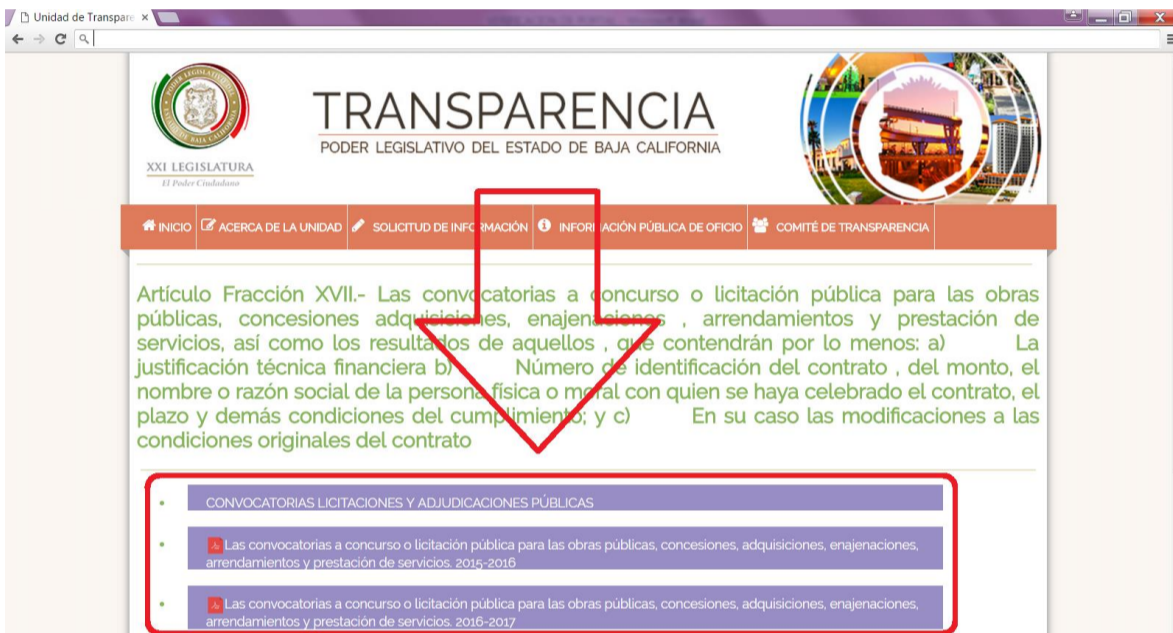 Unidad de Transpare
PODER LEGISLATIVO
ESTADO DE BAJA CALIFORNIA
XXI LEGISLATURA
El Poder Ciudadano
TRANSPARENCIA
PODER LEGISLATIVO DEL ESTADO DE BAJA CALIFORNIA
INICIO ACERCA DE LA UNIDAD SOLICITUD DE INFORMACIÓN INFORMACIÓN PÚBLICA DE OFICIO COMITÉ DE TRANSPARENCIA
Artículo Fracción XVII.- Las convocatorias a concurso o licitación pública para las obras
públicas, concesiones adquisiciones, enajenaciones , arrendamientos y prestación de
servicios, así como los resultados de aquellos , que contendrán por lo menos: a) La
justificación técnica financiera b) Número de identificación del contrato , del monto, el
nombre o razón social de la persona física o moral con quien se haya celebrado el contrato, el
plazo y demás condiciones del cumplimiento; y c) En su caso las modificaciones a las
condiciones originales del contrato
CONVOCATORIAS LICITACIONES Y ADJUDICACIONES PÚBLICAS
Las convocatorias a concurso o licitación pública para las obras públicas, concesiones, adquisiciones, enajenaciones,
arrendamientos y prestación de servicios. 2015-2016
Las convocatorias a concurso o licitación pública para las obras públicas, concesiones, adquisiciones, enajenaciones,
arrendamientos y prestación de servicios. 2016-2017